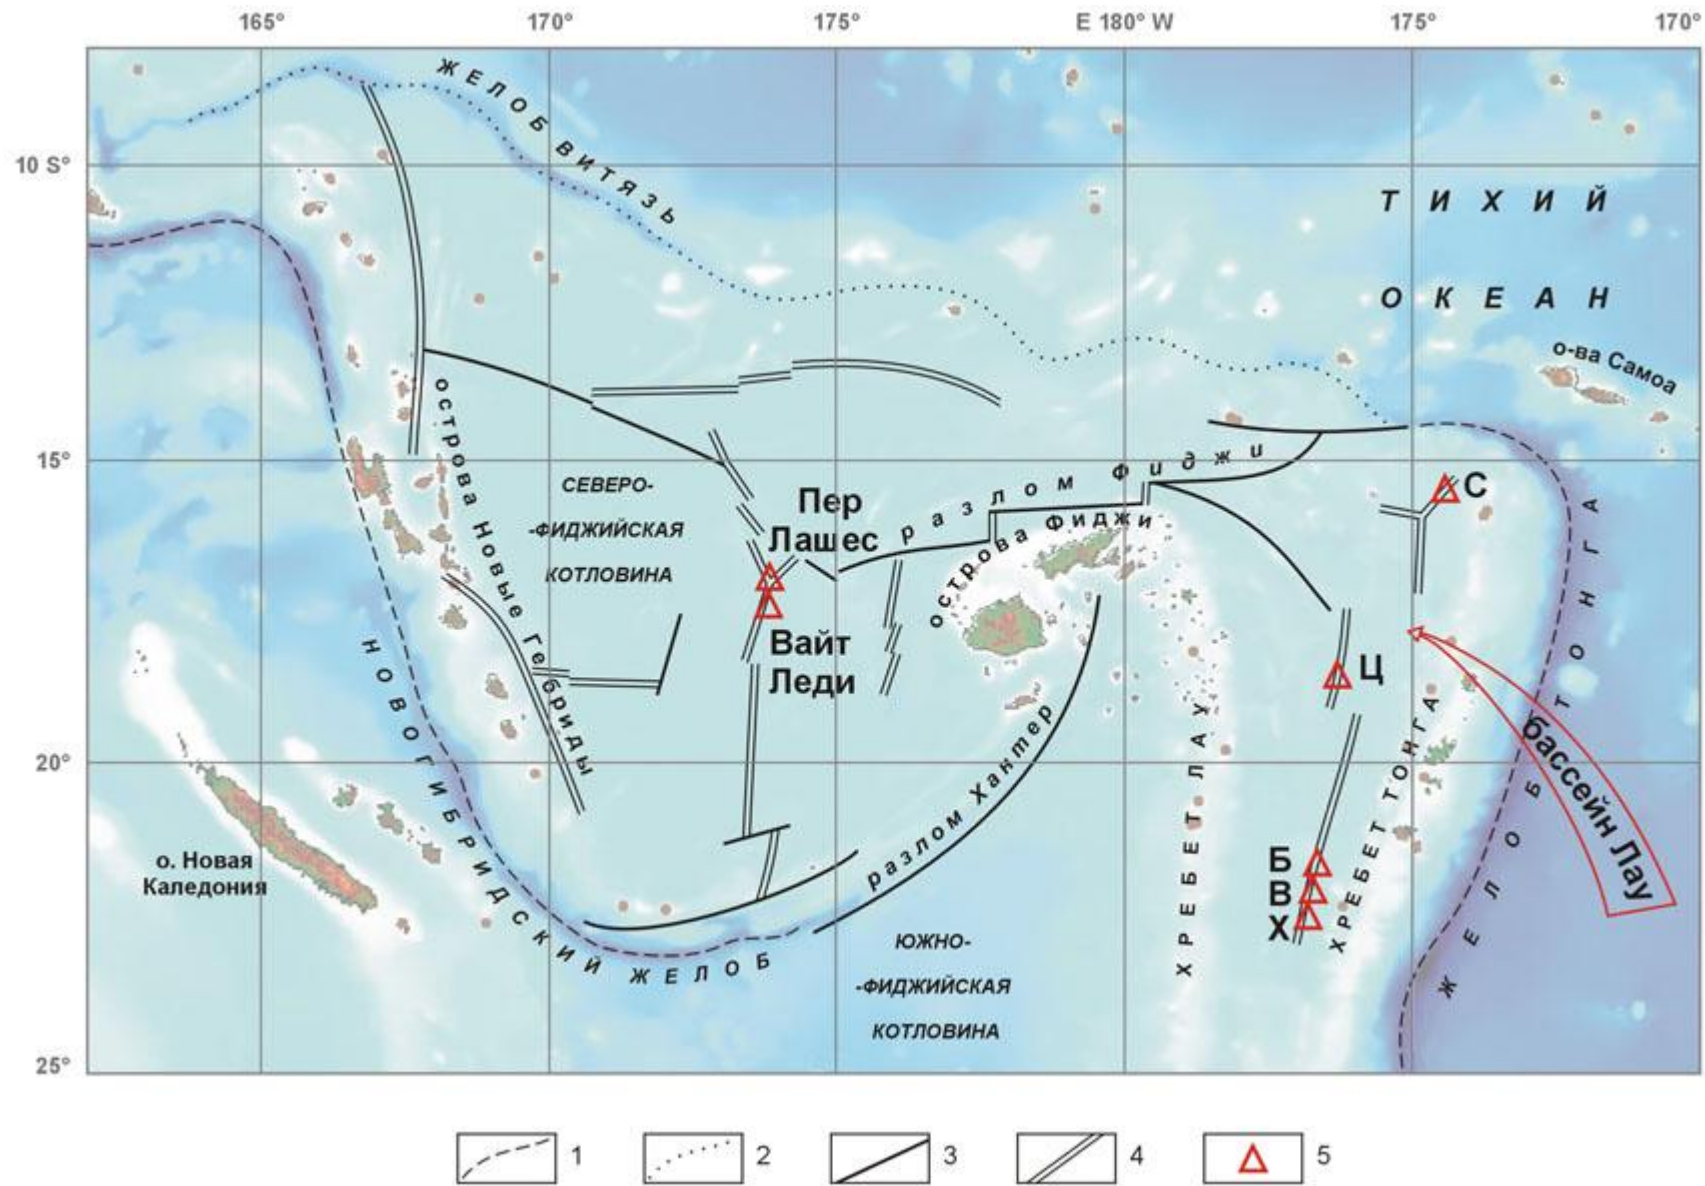 165° 170° 175° E 180° W 175° 170°
ЖЕЛОБ ВИТЯЗЬ
10 S°
ТИХИЙ
ОКЕАН
о-ва Самоа
15°
разлом Фиджи
С
СЕВЕРО-
-ФИДЖИЙСКАЯ
КОТЛОВИНА
Пер
Лашес
острова Фиджи
острова Новые Гебриды
Вайт
Леди
Ц
НОВОГИБРИДСКИЙ ЖЕЛОБ
разлом Хантер
ХРЕБЕТ ЛАУ
ХРЕБЕТ ТОНГА
ЖЕЛОБ ТОНГА
бассейн Лау
20°
о. Новая
Каледония
Б
В
Х
ЮЖНО-
-ФИДЖИЙСКАЯ
КОТЛОВИНА
25°
1 2 3 4 5